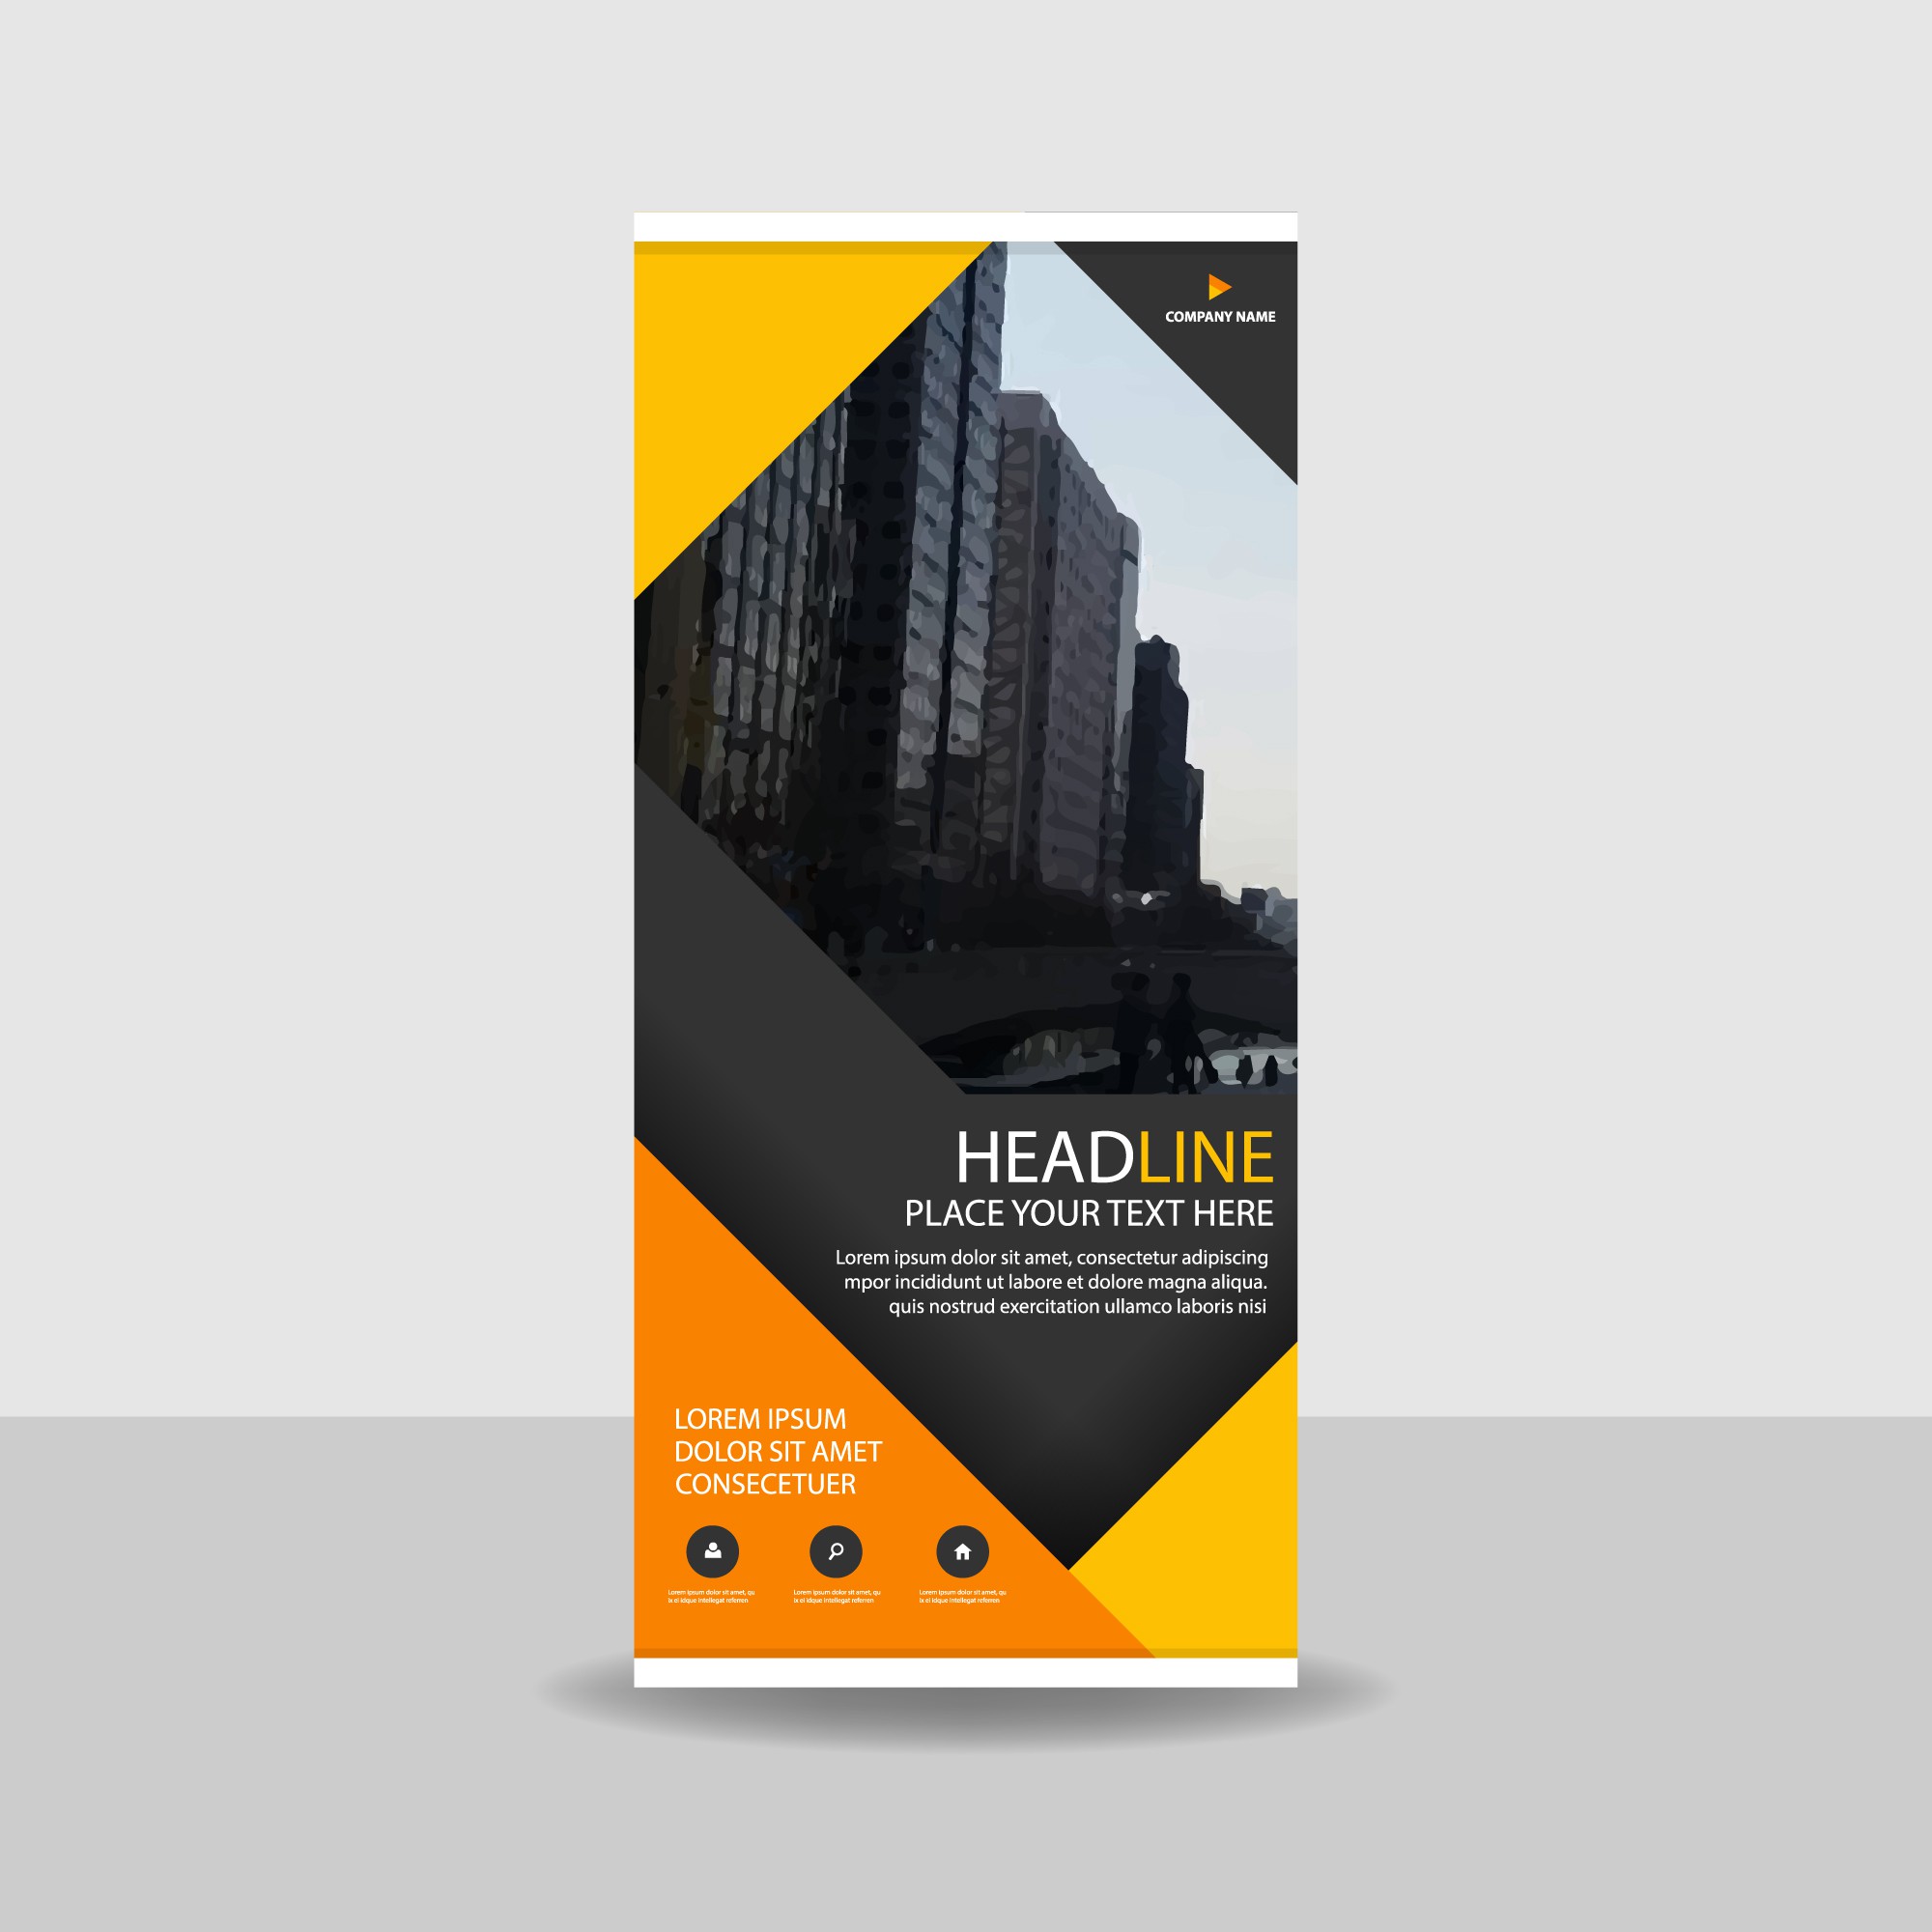 COMPANY NAME
HEADLINE
PLACE YOUR TEXT HERE
Lorem ipsum dolor sit amet, consectetur adipiscing
mpor incididunt ut labore et dolore magna aliqua.
quis nostrud exercitation ullamco laboris nisi
LOREM IPSUM
DOLOR SIT AMET
CONSECETUER
Lorem ipsum dolor sit amet, qu
ix ei idque intellegat referren
Lorem ipsum dolor sit amet, qu
ix ei idque intellegat referren
Lorem ipsum dolor sit amet, qu
ix ei idque intellegat referren